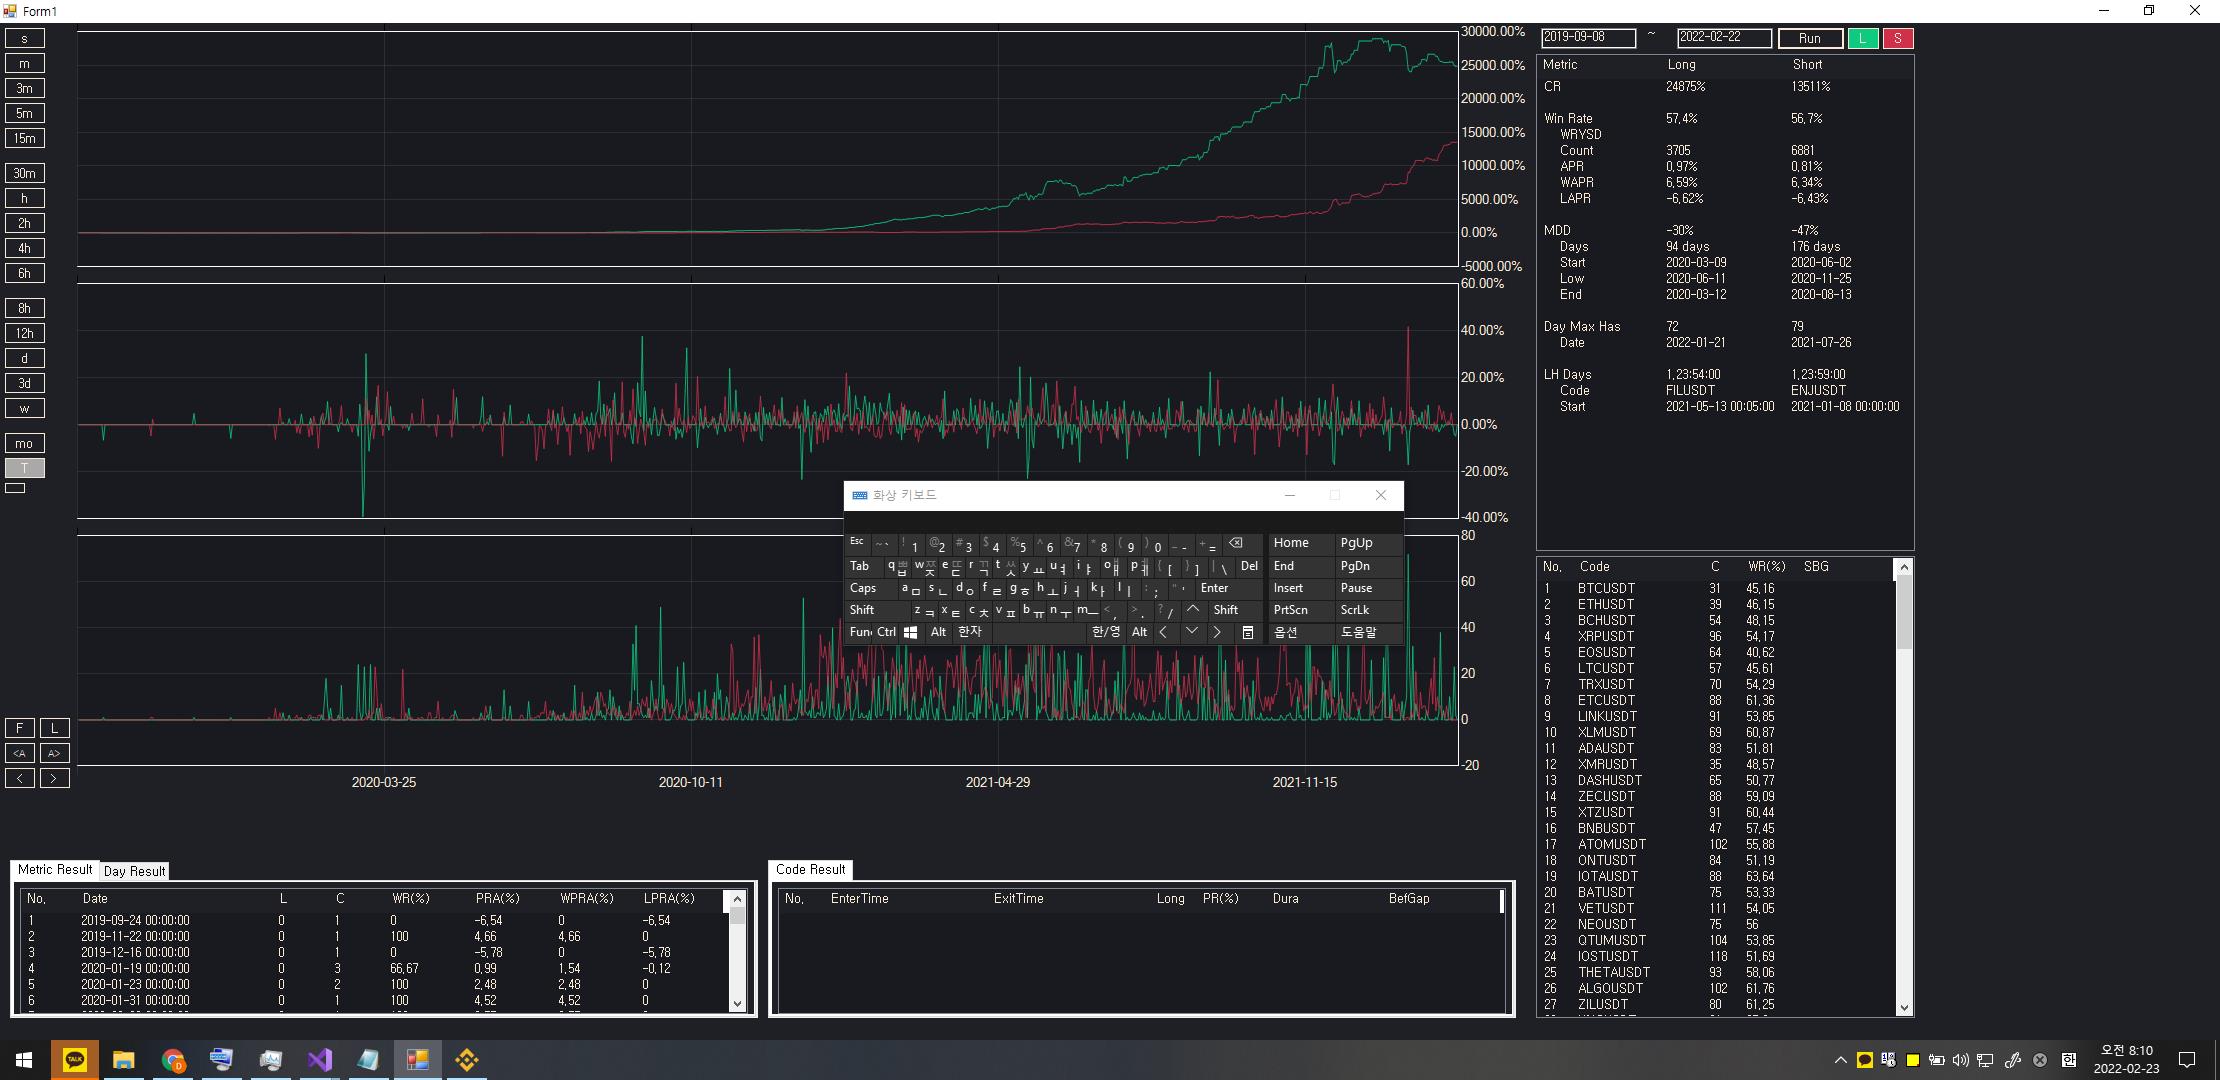 Form1
s
m
3m
5m
15m
30m
h
2h
4h
6h
8h
12h
d
3d
w
mo
T
F L
<A A>
< >
30000.00%
25000.00%
20000.00%
15000.00%
10000.00%
5000.00%
0.00%
-5000.00%
60.00%
40.00%
20.00%
0.00%
-20.00%
-40.00%
80
60
40
20
0
-20
2020-03-25 2020-10-11 2021-04-29 2021-11-15
화상 키보드
Esc ~ ` ! 1 @ 2 # 3 $ 4 % 5 ^ 6 & 7 * 8 ( 9 ) 0 _ - + = Home PgUp
Tab q ㅃ w ㅉ e ㄸ r ㄲ t ㅆ y ㅛ u ㅕ i ㅑ o ㅒ p ㅖ { [ } ] | \ Del End PgDn
Caps a ㅁ s ㄴ d ㅇ f ㄹ g ㅎ h ㅗ j ㅓ k ㅏ l ㅣ : ; " ' Enter Insert Pause
Shift z ㅋ x ㅌ c ㅊ v ㅍ b ㅠ n ㅜ m ㅡ < , > . ? / Shift PrtScn ScrLk
Func Ctrl Alt 한자 한/영 Alt 옵션 도움말
2019-09-08 ~ 2022-02-22 Run L S
Metric Long Short
CR 24875% 13511%
Win Rate 57,4% 56,7%
WRYSD
Count 3705 6881
APR 0,97% 0,81%
WAPR 6,59% 6,34%
LAPR -6,62% -6,43%
MDD -30% -47%
Days 94 days 176 days
Start 2020-03-09 2020-06-02
Low 2020-06-11 2020-11-25
End 2020-03-12 2020-08-13
Day Max Has 72 79
Date 2022-01-21 2021-07-26
LH Days 1,23:54:00 1,23:59:00
Code FILUSDT ENJUSDT
Start 2021-05-13 00:05:00 2021-01-08 00:00:00
No, Code C WR(%) SBG
1 BTCUSDT 31 45,16
2 ETHUSDT 39 46,15
3 BCHUSDT 54 48,15
4 XRPUSDT 96 54,17
5 EOSUSDT 64 40,62
6 LTCUSDT 57 45,61
7 TRXUSDT 70 54,29
8 ETCUSDT 88 61,36
9 LINKUSDT 91 53,85
10 XLMUSDT 69 60,87
11 ADAUSDT 83 51,81
12 XMRUSDT 35 48,57
13 DASHUSDT 65 50,77
14 ZECUSDT 88 59,09
15 XTZUSDT 91 60,44
16 BNBUSDT 47 57,45
17 ATOMUSDT 102 55,88
18 ONTUSDT 84 51,19
19 IOTAUSDT 88 63,64
20 BATUSDT 75 53,33
21 VETUSDT 111 54,05
22 NEOUSDT 75 56
23 QTUMUSDT 104 53,85
24 IOSTUSDT 118 51,69
25 THETAUSDT 93 58,06
26 ALGOUSDT 102 61,76
27 ZILUSDT 80 61,25
Metric Result Day Result
No, Date L C WR(%) PRA(%) WPRA(%) LPRA(%)
1 2019-09-24 00:00:00 0 1 0 -6,54 0 -6,54
2 2019-11-22 00:00:00 0 1 100 4,66 4,66 0
3 2019-12-16 00:00:00 0 1 0 -5,78 0 -5,78
4 2020-01-19 00:00:00 0 3 66,67 0,99 1,54 -0,12
5 2020-01-23 00:00:00 0 2 100 2,48 2,48 0
6 2020-01-31 00:00:00 0 1 100 4,52 4,52 0
Code Result
No, EnterTime ExitTime Long PR(%) Dura BefGap
TALK
한
오전 8:10
2022-02-23